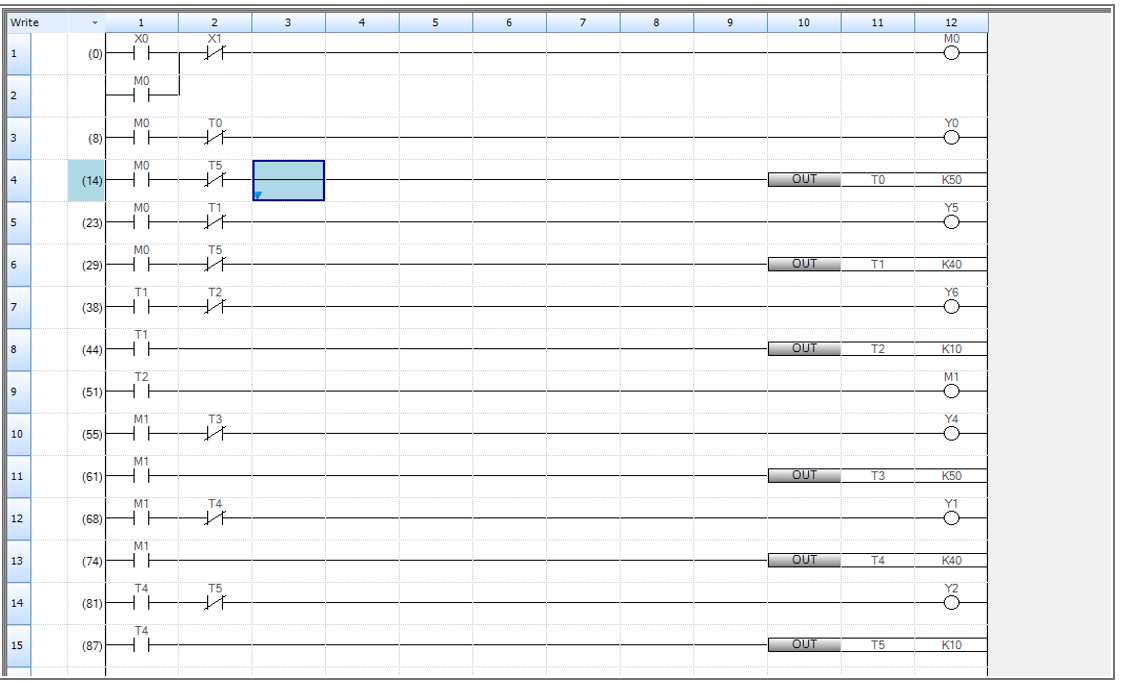 Write 1 2 3 4 5 6 7 8 9 10 11 12
X0 X1 M0
1 (0)
M0
2
M0 T0 Y0
3 (8)
M0 T5
4 (14) OUT T0 K50
M0 T1 Y5
5 (23)
M0 T5
6 (29) OUT T1 K40
T1 T2 Y6
7 (38)
T1
8 (44) OUT T2 K10
T2 M1
9 (51)
M1 T3 Y4
10 (55)
M1
11 (61) OUT T3 K50
M1 T4 Y1
12 (68)
M1
13 (74) OUT T4 K40
T4 T5 Y2
14 (81)
T4
15 (87) OUT T5 K10